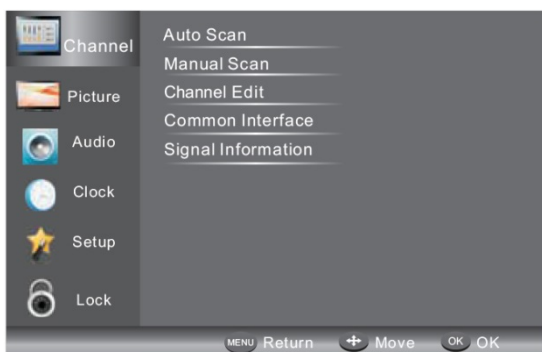 Channel
Picture
Audio
Clock
Setup
Lock
Auto Scan
Manual Scan
Channel Edit
Common Interface
Signal Information
MENU Return OK OK
Move